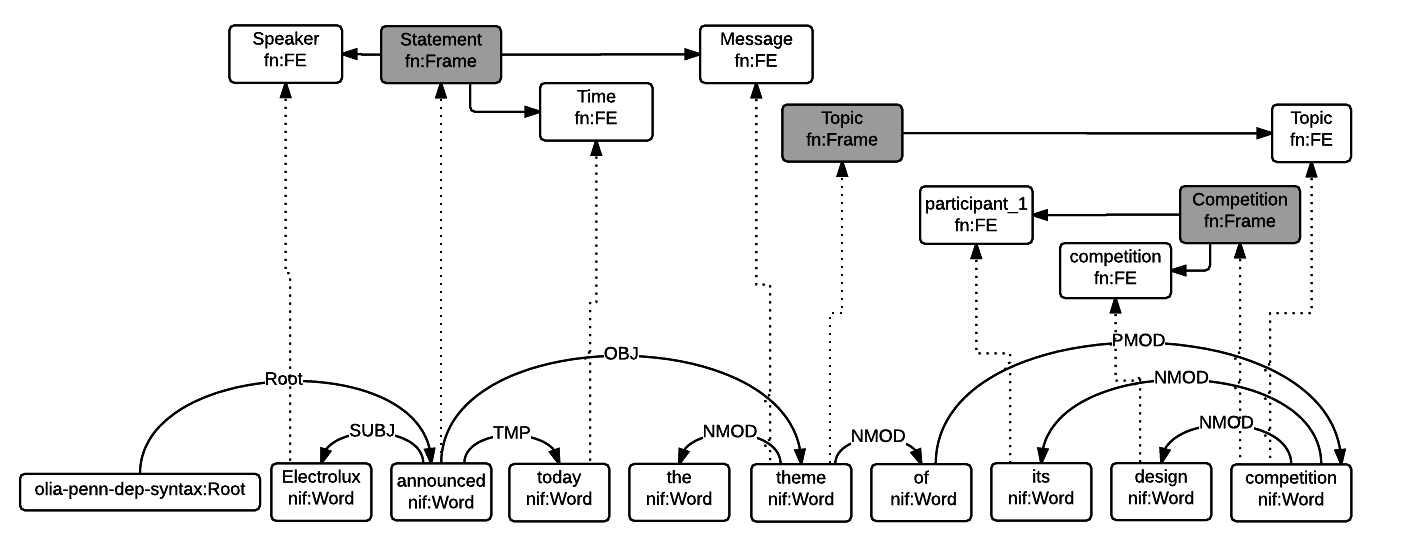 Speaker
fn:FE
Statement
fn:Frame
Message
fn:FE
Time
fn:FE
Topic
fn:Frame
Topic
fn:FE
participant_1
fn:FE
Competition
fn:Frame
competition
fn:FE
PMOD
OBJ
Root
NMOD
SUBJ
TMP
NMOD
NMOD
NMOD
olia-penn-dep-syntax:Root
Electrolux
nif:Word
announced
nif:Word
today
nif:Word
the
nif:Word
theme
nif:Word
of
nif:Word
its
nif:Word
design
nif:Word
competition
nif:Word